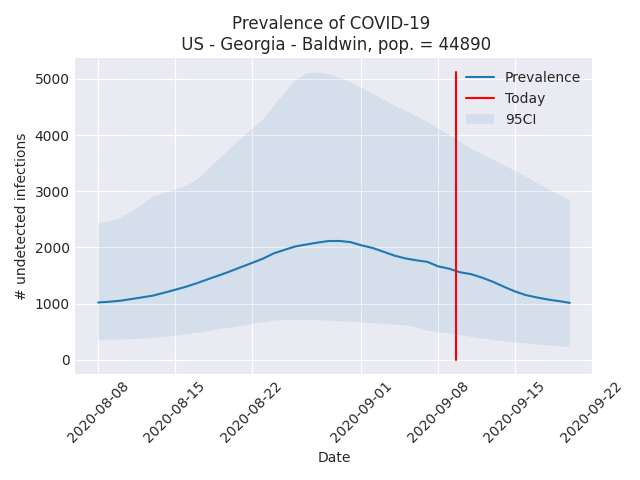 Prevalence of COVID-19
US - Georgia - Baldwin, pop. = 44890
Prevalence
Today
95CI
# undetected infections
5000
4000
3000
2000
1000
0
2020-08-08
2020-08-15
2020-08-22
2020-09-01
2020-09-08
2020-09-15
2020-09-22
Date